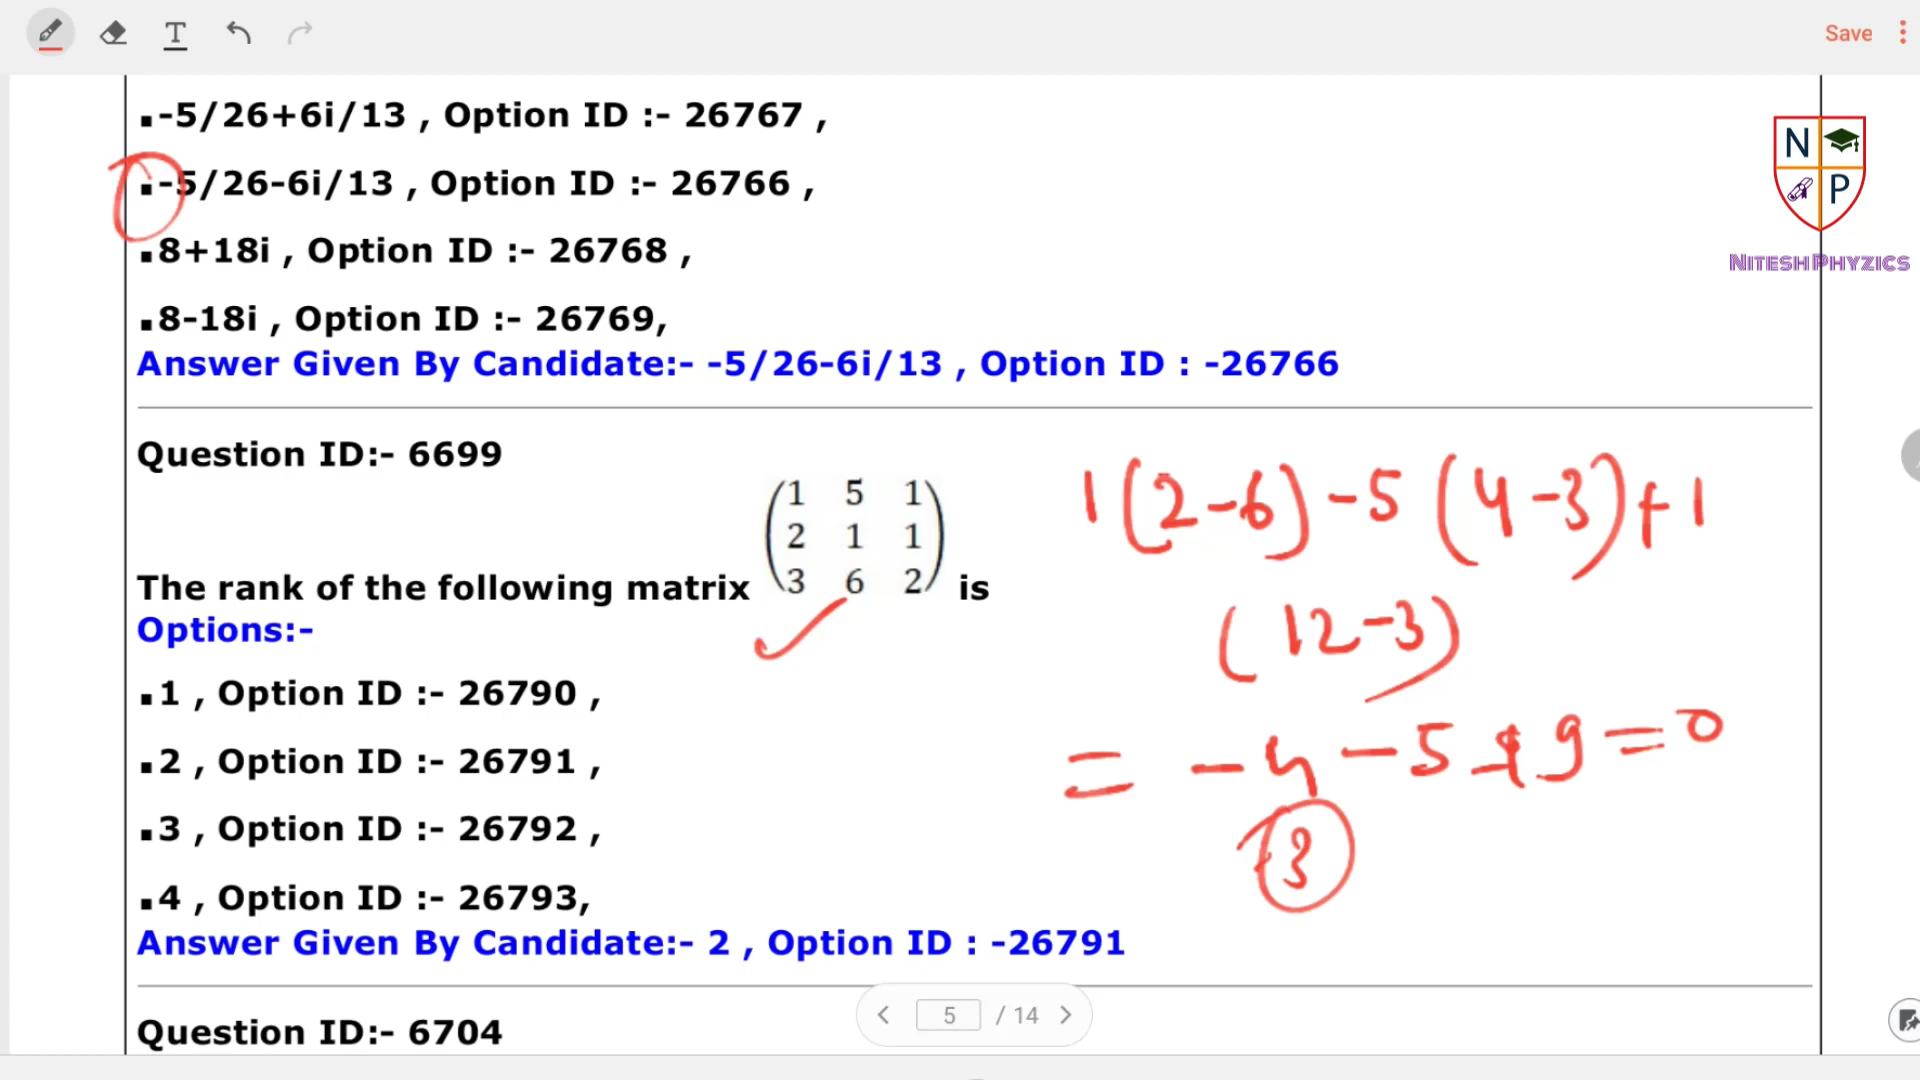 T
Save
-5/26+6i/13 , Option ID :- 26767 ,
-5/26-6i/13 , Option ID :- 26766 ,
8+18i , Option ID :- 26768 ,
8-18i , Option ID :- 26769,
Answer Given By Candidate:- -5/26-6i/13 , Option ID : -26766
N
P
NITESHPHYZICS
Question ID:- 6699
1 5 1
2 1 1
3 6 2
The rank of the following matrix is
Options:-
1 , Option ID :- 26790 ,
2 , Option ID :- 26791 ,
3 , Option ID :- 26792 ,
4 , Option ID :- 26793,
Answer Given By Candidate:- 2 , Option ID : -26791
1(2-6)-5(4-3)+1
(12-3)
= -4-5+9=0
3
Question ID:- 6704
5 / 14